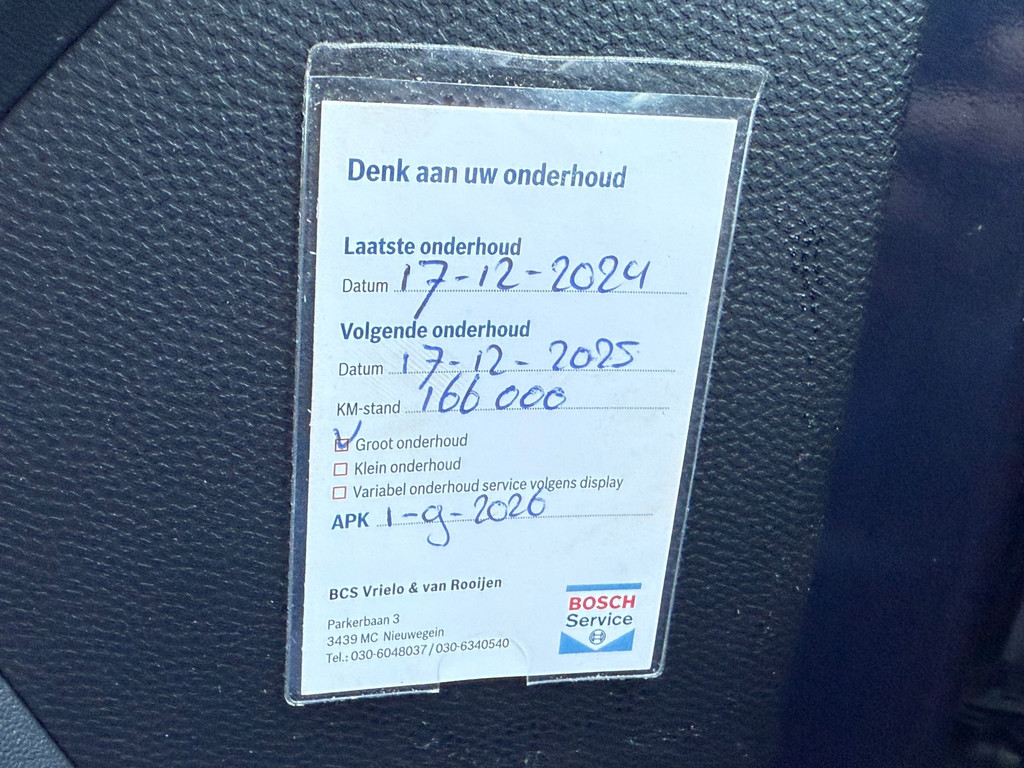 Denk aan uw onderhoud
Laatste onderhoud
Datum 17-12-2024
Volgende onderhoud
Datum 17-12-2025
KM-stand 166 000
Groot onderhoud
Klein onderhoud
Variabel onderhoud service volgens display
APK 1-9-2026
BCS Vrielo & van Rooijen
Parkerbaan 3
3439 MC Nieuwegein
Tel.: 030-6048037 / 030-6340540
BOSCH
Service